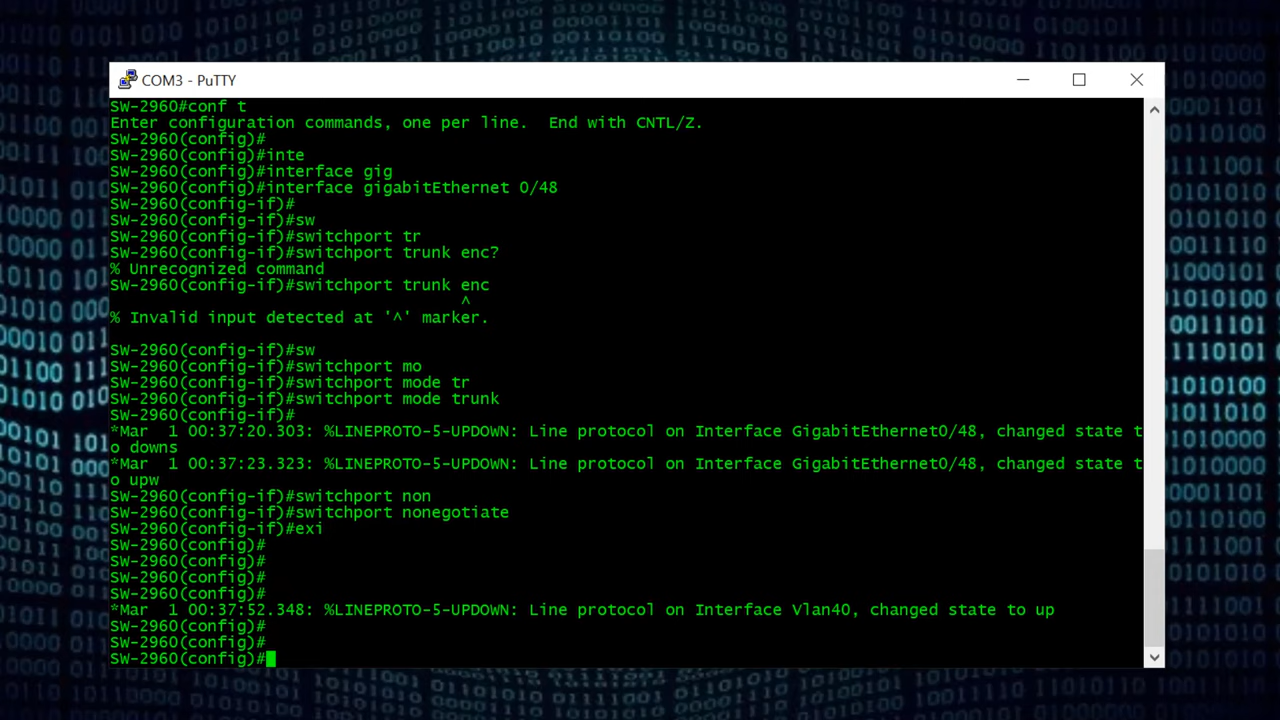 COM3 - PuTTY
SW-2960#conf t
Enter configuration commands, one per line.  End with CNTL/Z.
SW-2960(config)#
SW-2960(config)#inte
SW-2960(config)#interface gig
SW-2960(config)#interface gigabitEthernet 0/48
SW-2960(config-if)#
SW-2960(config-if)#sw
SW-2960(config-if)#switchport tr
SW-2960(config-if)#switchport trunk enc?
% Unrecognized command
SW-2960(config-if)#switchport trunk enc
^
% Invalid input detected at '^' marker.
SW-2960(config-if)#sw
SW-2960(config-if)#switchport mo
SW-2960(config-if)#switchport mode tr
SW-2960(config-if)#switchport mode trunk
SW-2960(config-if)#
*Mar  1 00:37:20.303: %LINEPROTO-5-UPDOWN: Line protocol on Interface GigabitEthernet0/48, changed state t
o downs
*Mar  1 00:37:23.323: %LINEPROTO-5-UPDOWN: Line protocol on Interface GigabitEthernet0/48, changed state t
o upw
SW-2960(config-if)#switchport non
SW-2960(config-if)#switchport nonegotiate
SW-2960(config-if)#exi
SW-2960(config)#
SW-2960(config)#
SW-2960(config)#
SW-2960(config)#
*Mar  1 00:37:52.348: %LINEPROTO-5-UPDOWN: Line protocol on Interface Vlan40, changed state to up
SW-2960(config)#
SW-2960(config)#
SW-2960(config)#